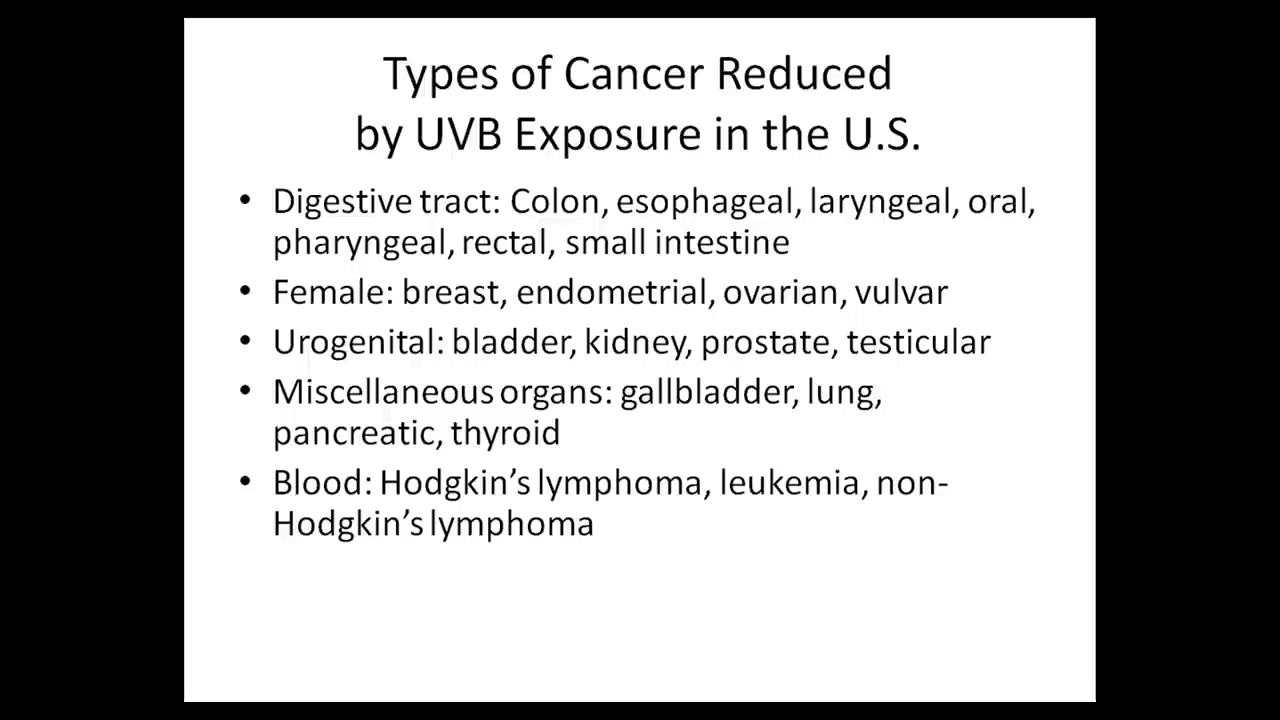 Types of Cancer Reduced
by UVB Exposure in the U.S.
• Digestive tract: Colon, esophageal, laryngeal, oral,
pharyngeal, rectal, small intestine
• Female: breast, endometrial, ovarian, vulvar
• Urogenital: bladder, kidney, prostate, testicular
• Miscellaneous organs: gallbladder, lung,
pancreatic, thyroid
• Blood: Hodgkin’s lymphoma, leukemia, non-
Hodgkin’s lymphoma